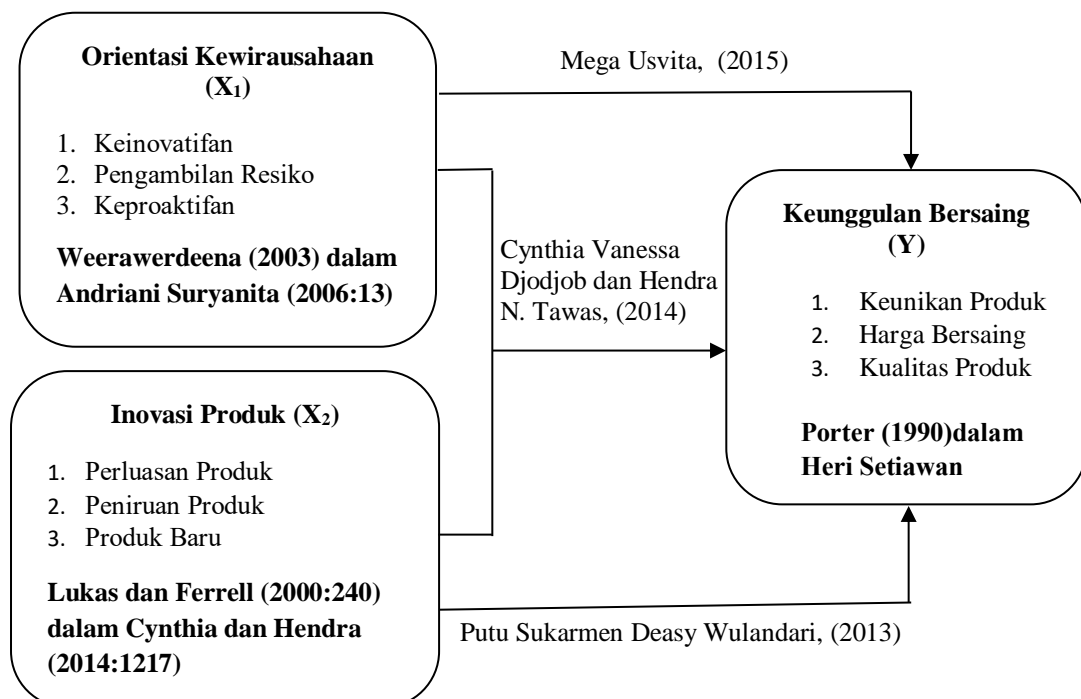 Orientasi Kewirausahaan
(X₁)
1. Keinovatifan
2. Pengambilan Resiko
3. Keproaktifan
Weerawerdeena (2003) dalam
Andriani Suryanita (2006:13)
Mega Usvita, (2015)
Cynthia Vanessa
Djodjob dan Hendra
N. Tawas, (2014)
Keunggulan Bersaing
(Y)
1. Keunikan Produk
2. Harga Bersaing
3. Kualitas Produk
Porter (1990)dalam
Heri Setiawan
Inovasi Produk (X₂)
1. Perluasan Produk
2. Peniruan Produk
3. Produk Baru
Lukas dan Ferrell (2000:240)
dalam Cynthia dan Hendra
(2014:1217)
Putu Sukarmen Deasy Wulandari, (2013)